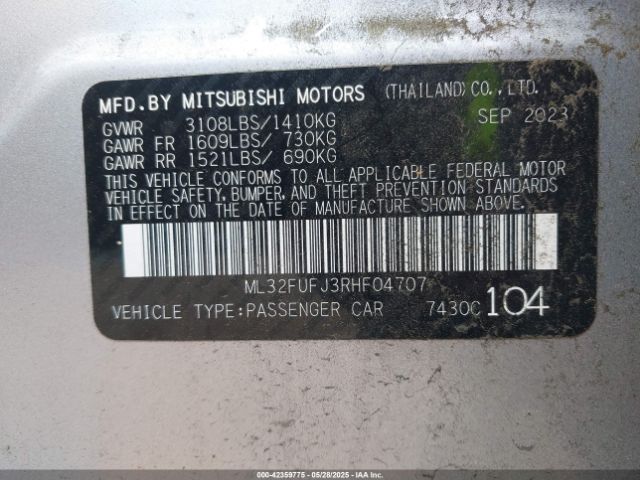 MFD.BY MITSUBISHI MOTORS (THAILAND) CO.,LTD.
GVWR 3108LBS/1410KG SEP 2023
GAWR FR 1609LBS/ 730KG
GAWR RR 1521LBS/ 690KG
THIS VEHICLE CONFORMS TO ALL APPLICABLE FEDERAL MOTOR
VEHICLE SAFETY, BUMPER, AND THEFT PREVENTION STANDARDS
IN EFFECT ON THE DATE OF MANUFACTURE SHOWN ABOVE.
ML32FUFJ3RHF04707
VEHICLE TYPE:PASSENGER CAR 7430C 104
000-42359775 - 05/28/2025 - IAAI.COM